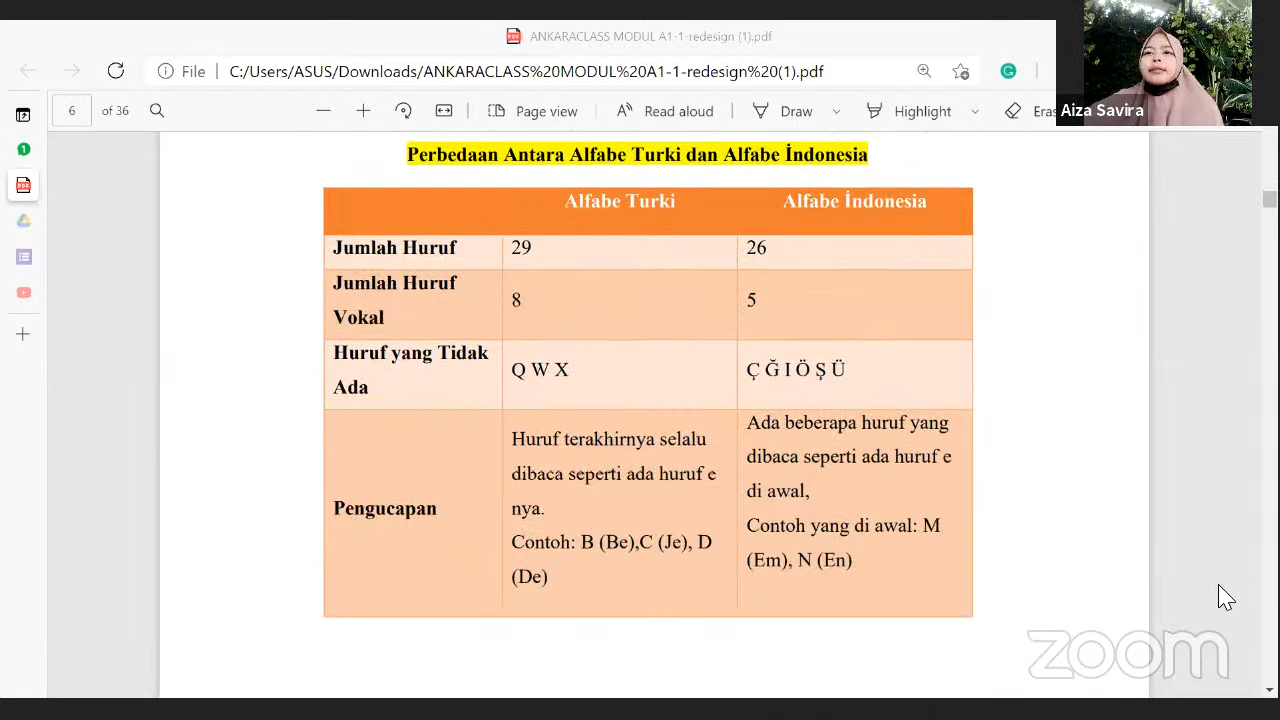 ANKARACLASS MODUL A1-1-redesign (1).pdf
File
C:/Users/ASUS/Downloads/ANKARACLASS%20MODUL%20A1-1-redesign%20(1).pdf
Aiza Savira
6 of 36
Page view
Read aloud
Draw
Highlight
Eras
Perbedaan Antara Alfabe Turki dan Alfabe İndonesia
Alfabe Turki Alfabe İndonesia
Jumlah Huruf 29 26
Jumlah Huruf
Vokal
8 5
Huruf yang Tidak
Ada
Q W X Ç Ğ I Ö Ş Ü
Pengucapan
Huruf terakhirnya selalu
dibaca seperti ada huruf e
nya.
Contoh: B (Be),C (Je), D
(De)
Ada beberapa huruf yang
dibaca seperti ada huruf e
di awal,
Contoh yang di awal: M
(Em), N (En)
zoom